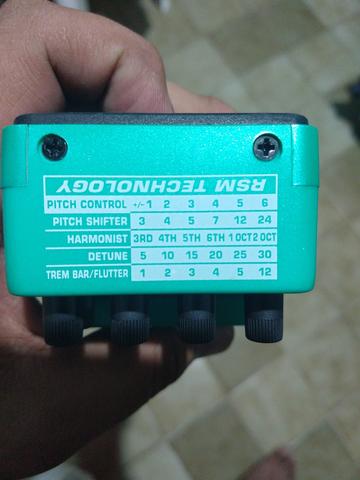 RSM TECHNOLOGY
PITCH CONTROL +/-1 2 3 4 5 6
PITCH SHIFTER 3 4 5 7 12 24
HARMONIST 3RD 4TH 5TH 6TH 1 OCT 2 OCT
DETUNE 5 10 15 20 25 30
TREM BAR/FLUTTER 1 2 3 4 5 12